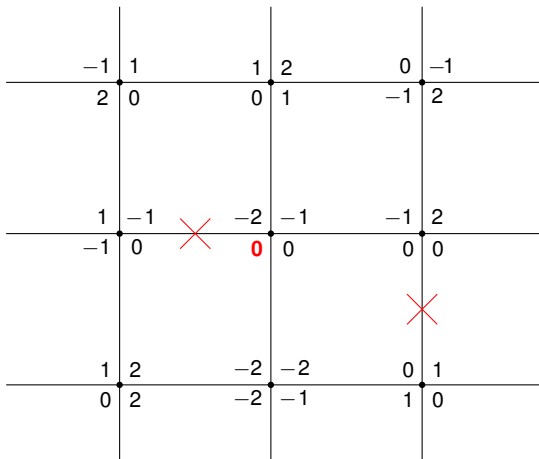 −1 1 1 2 0 −1
2 0 0 1 −1 2
1 −1 −2 −1 −1 2
−1 0 0 0 0 0
1 2 −2 −2 0 1
0 2 −2 −1 1 0